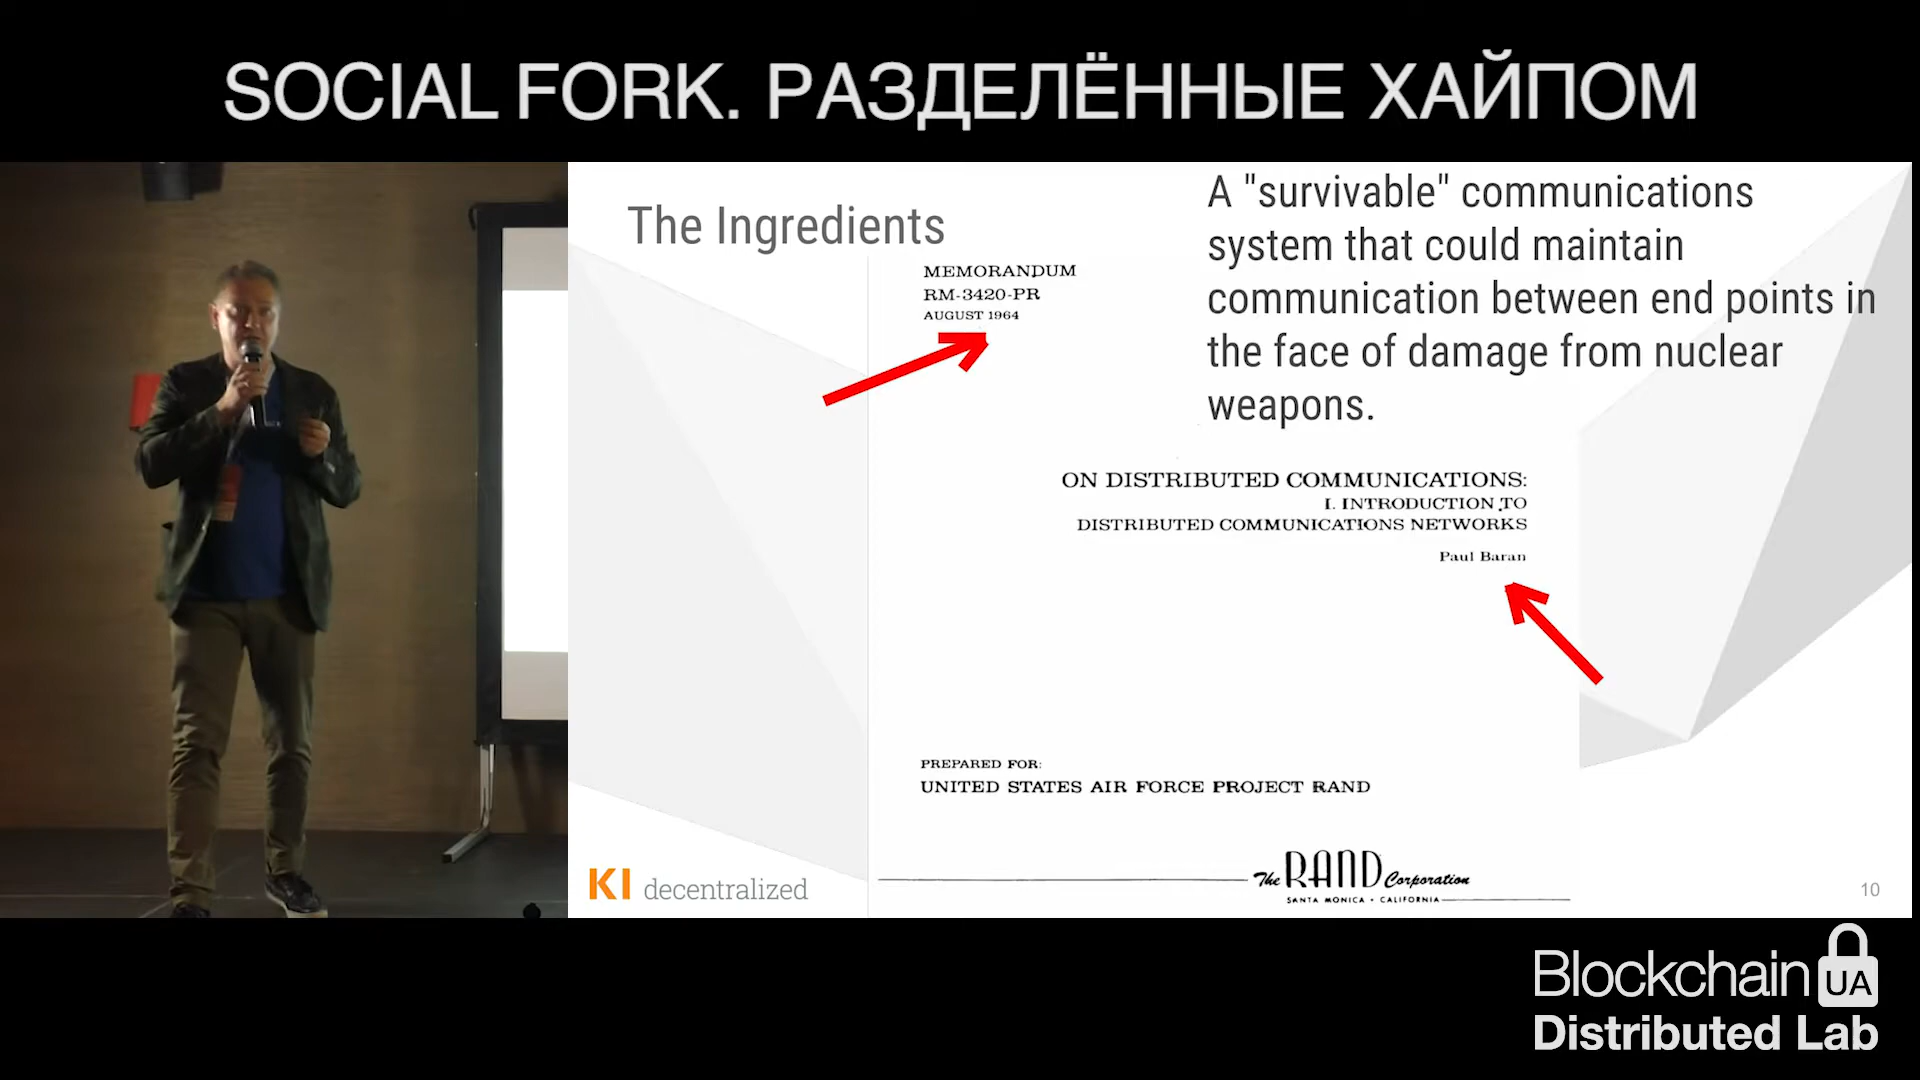 SOCIAL FORK. РАЗДЕЛЁННЫЕ ХАЙПОМ
The Ingredients
A "survivable" communications
system that could maintain
communication between end points in
the face of damage from nuclear
weapons.
MEMORANDUM
RM-3420-PR
AUGUST 1964
ON DISTRIBUTED COMMUNICATIONS:
I. INTRODUCTION TO
DISTRIBUTED COMMUNICATIONS NETWORKS
Paul Baran
PREPARED FOR:
UNITED STATES AIR FORCE PROJECT RAND
The RAND Corporation
SANTA MONICA • CALIFORNIA
KI decentralized
10
Blockchain UA
Distributed Lab